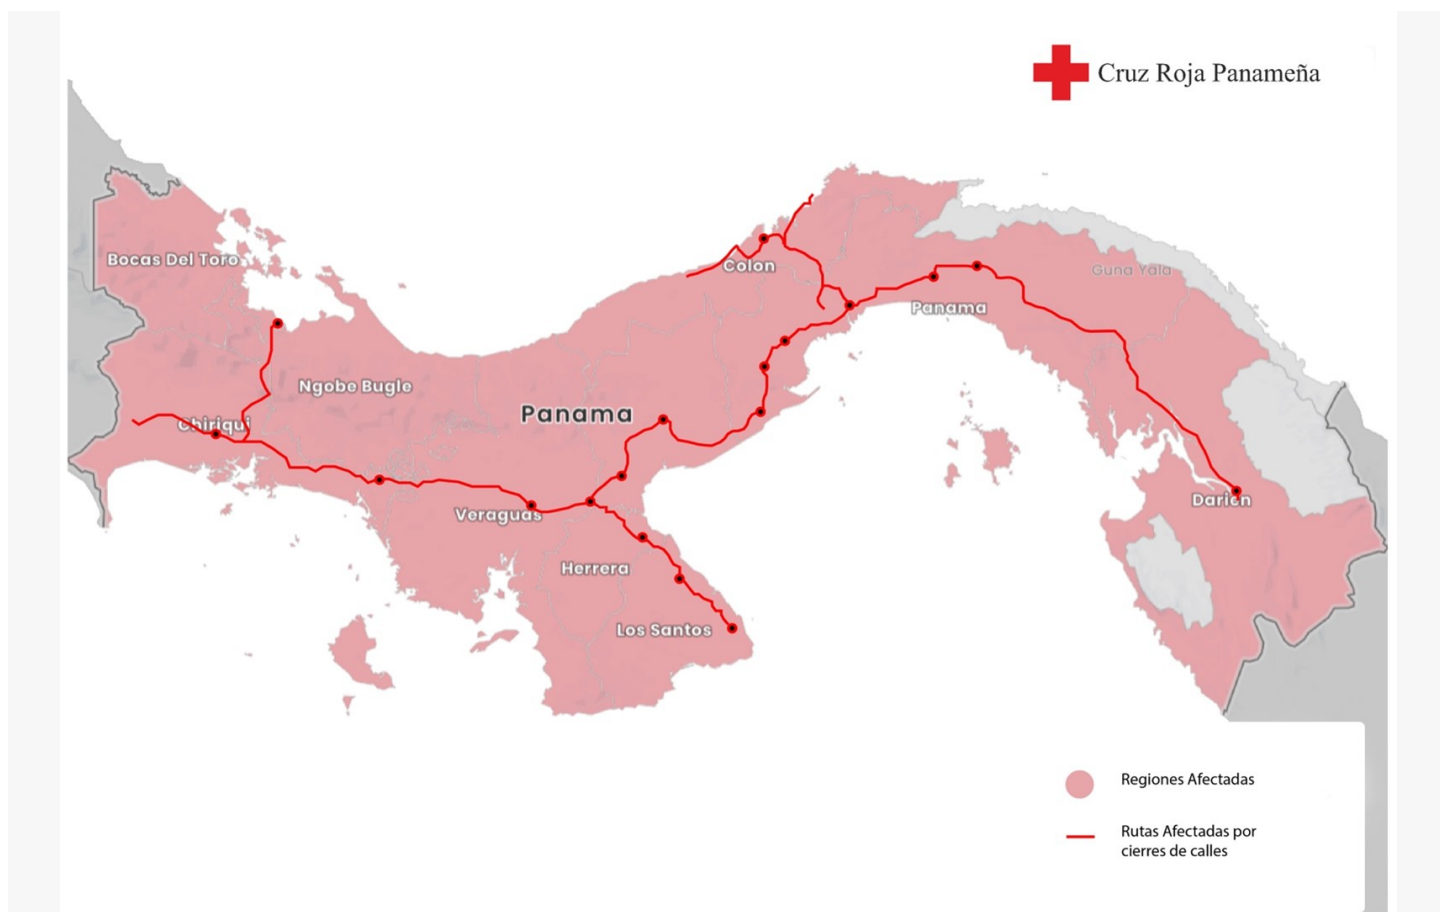 Cruz Roja Panameña
Bocas Del Toro
Colon
Guna Yala
Panama
Ngobe Bugle
Panama
Chiriqui
Veraguas
Darien
Herrera
Los Santos
Regiones Afectadas
Rutas Afectadas por
cierres de calles